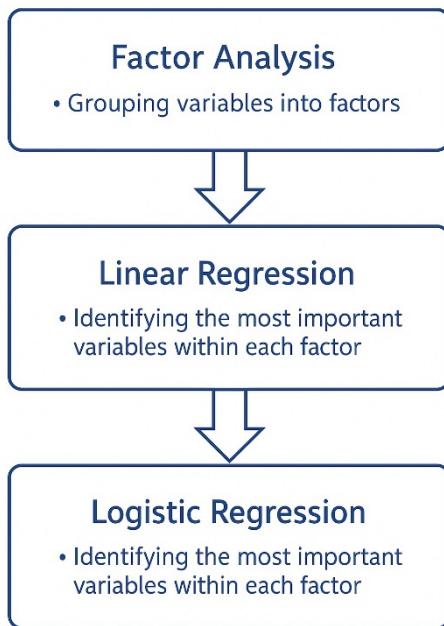 Factor Analysis
• Grouping variables into factors
Linear Regression
• Identifying the most important
variables within each factor
Logistic Regression
• Identifying the most important
variables within each factor